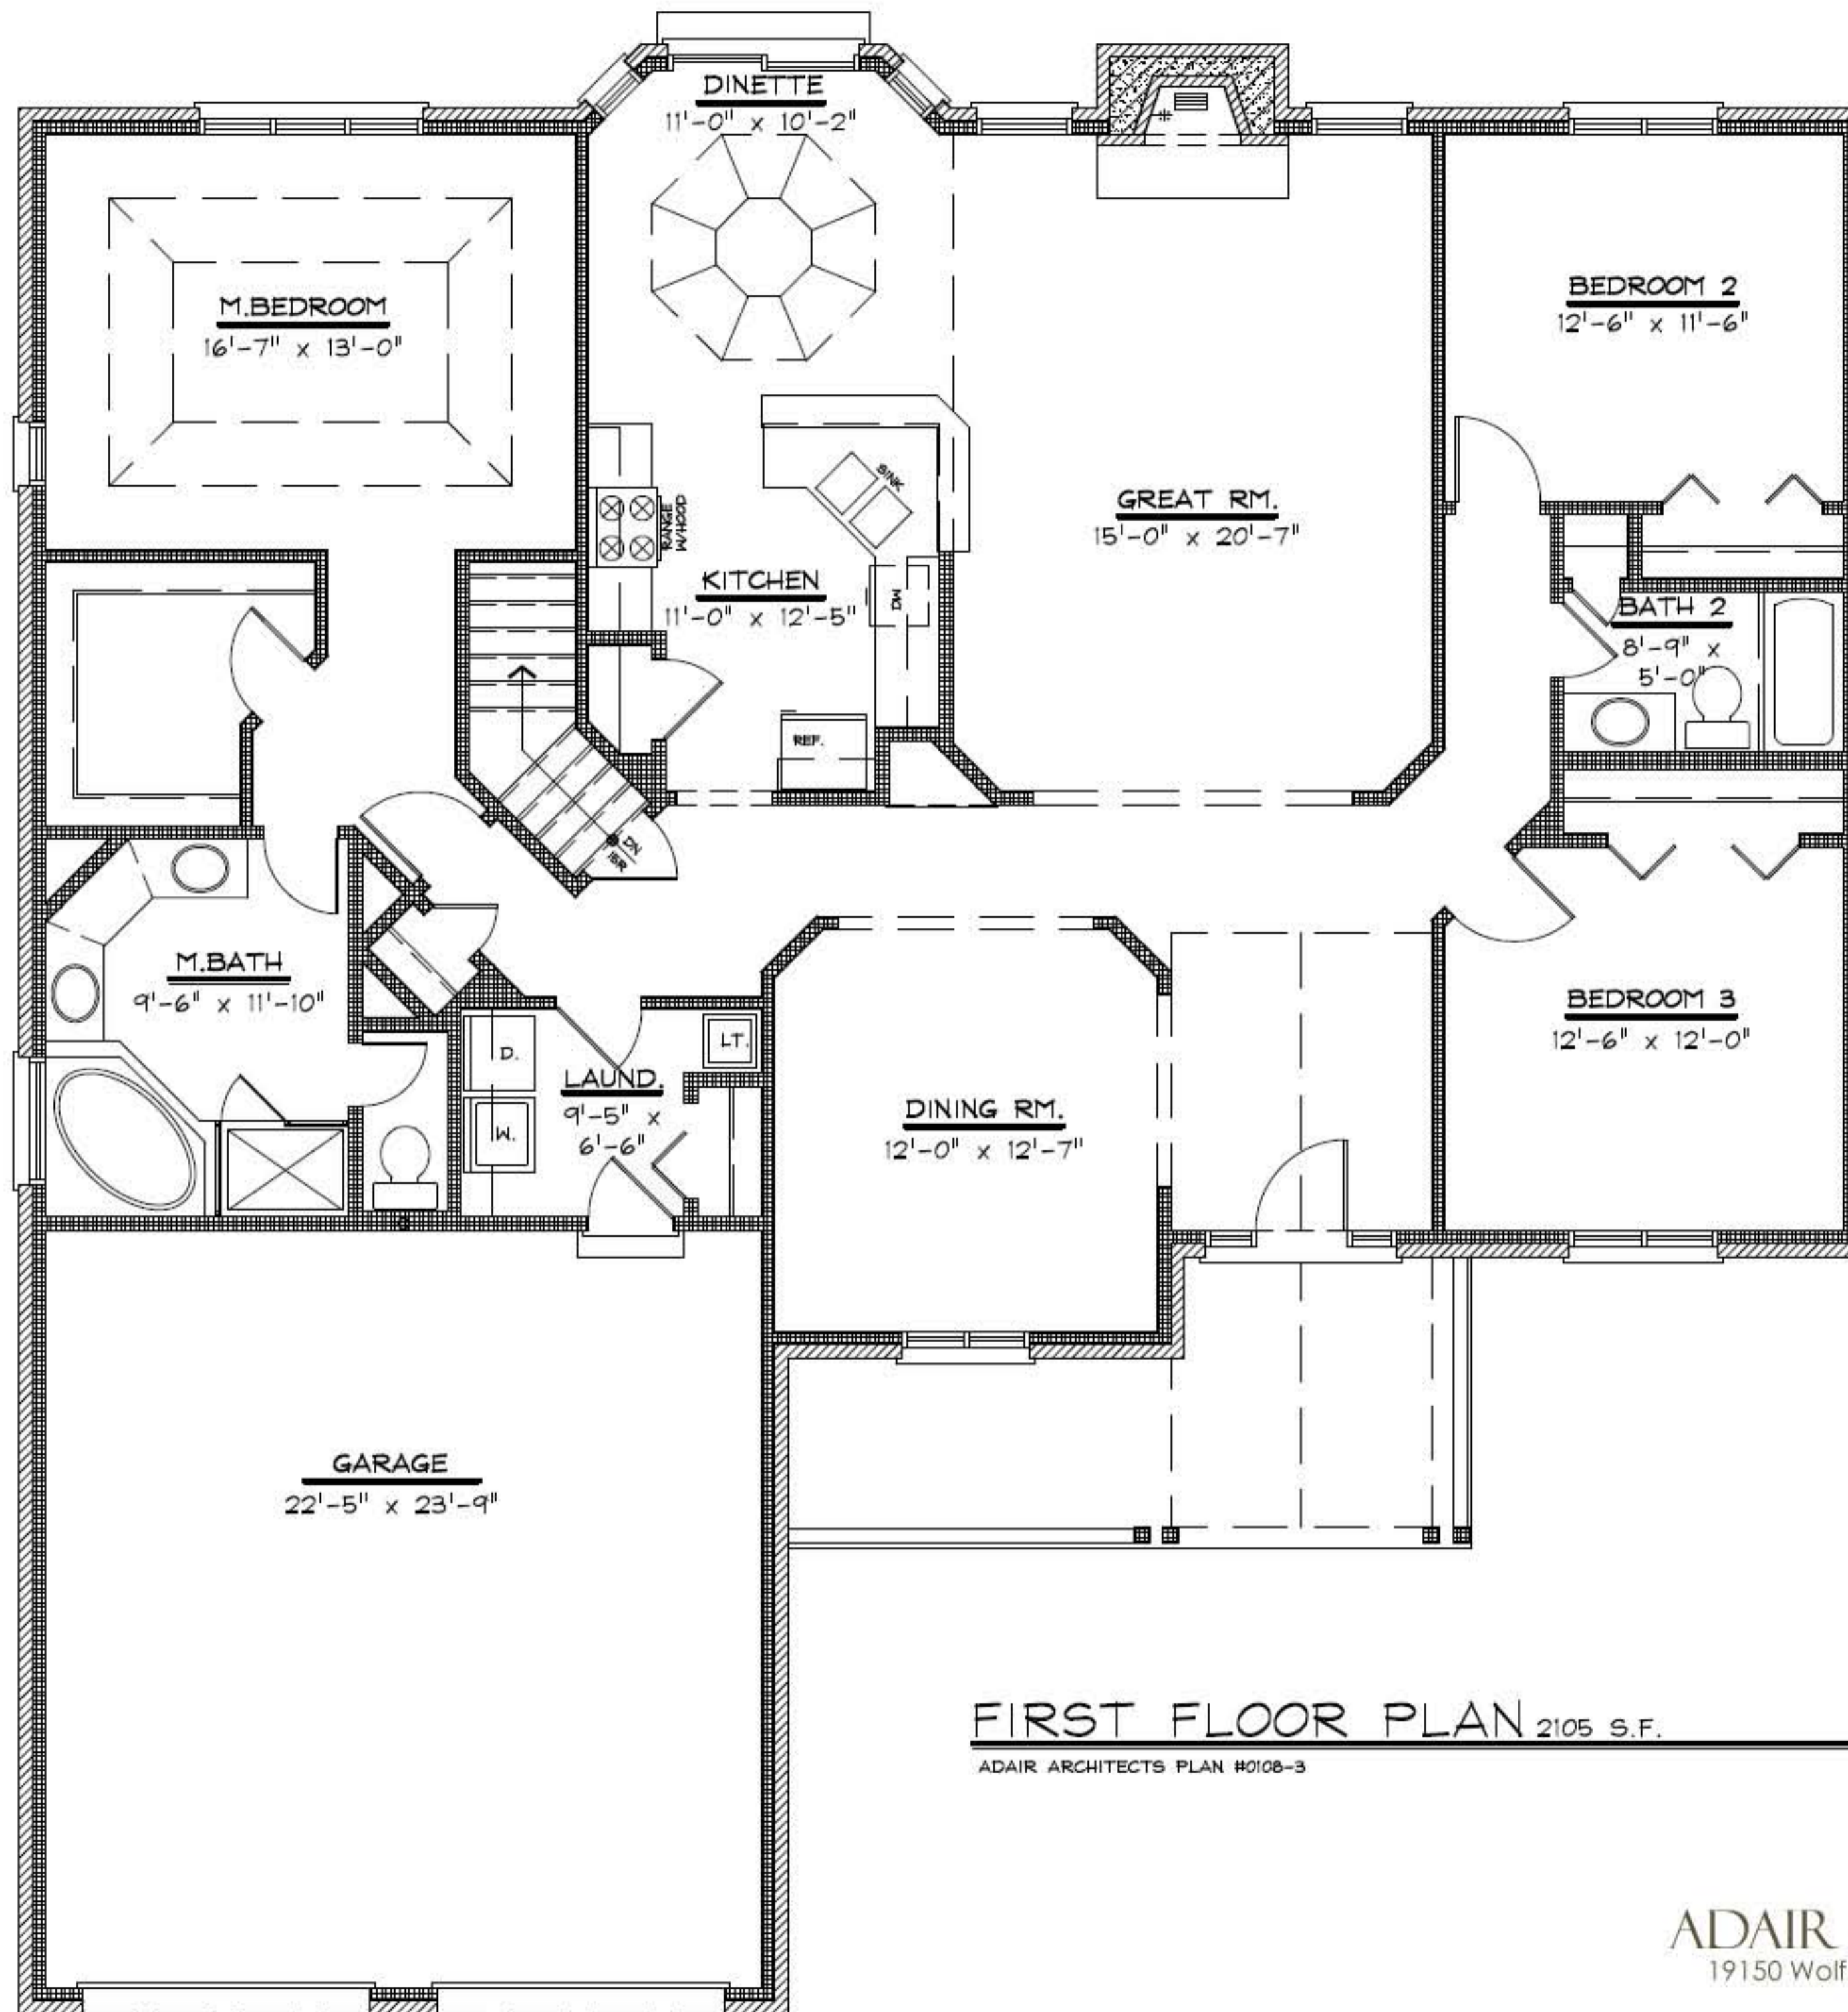 DINETTE
11'-0" x 10'-2"
M.BEDROOM
16'-7" x 13'-0"
BEDROOM 2
12'-6" x 11'-6"
SINK
RANGE
W/HOOD
GREAT RM.
15'-0" x 20'-7"
KITCHEN
11'-0" x 12'-5"
BATH 2
8'-9" x
5'-0"
REF.
DN
15R
M.BATH
9'-6" x 11'-10"
BEDROOM 3
12'-6" x 12'-0"
D.
LT.
LAUND.
9'-5" x
6'-6"
W.
DINING RM.
12'-0" x 12'-7"
GARAGE
22'-5" x 23'-9"
FIRST FLOOR PLAN 2105 S.F.
ADAIR ARCHITECTS PLAN #0108-3
ADAIR
19150 Wolf